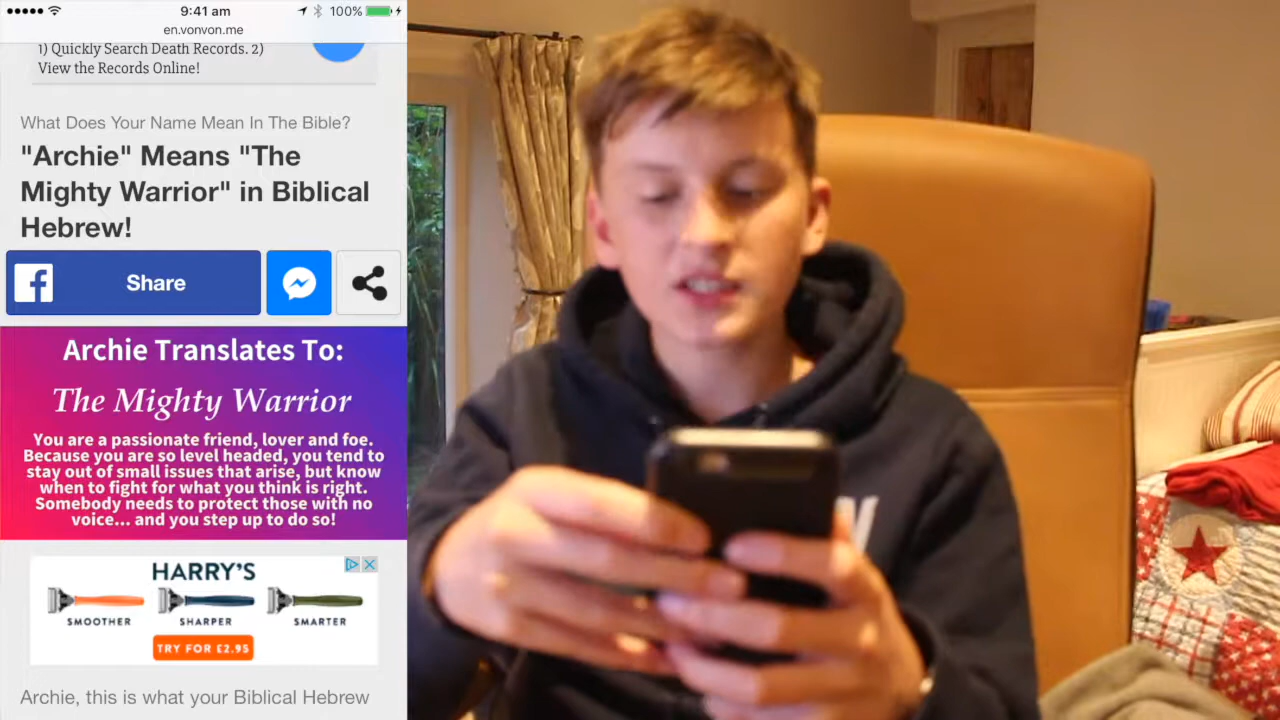 9:41 am
100%
en.vonvon.me
1) Quickly Search Death Records. 2)
View the Records Online!
What Does Your Name Mean In The Bible?
"Archie" Means "The
Mighty Warrior" in Biblical
Hebrew!
Share
Archie Translates To:
The Mighty Warrior
You are a passionate friend, lover and foe.
Because you are so level headed, you tend to
stay out of small issues that arise, but know
when to fight for what you think is right.
Somebody needs to protect those with no
voice... and you step up to do so!
HARRY'S
SMOOTHER SHARPER SMARTER
TRY FOR £2.95
Archie, this is what your Biblical Hebrew